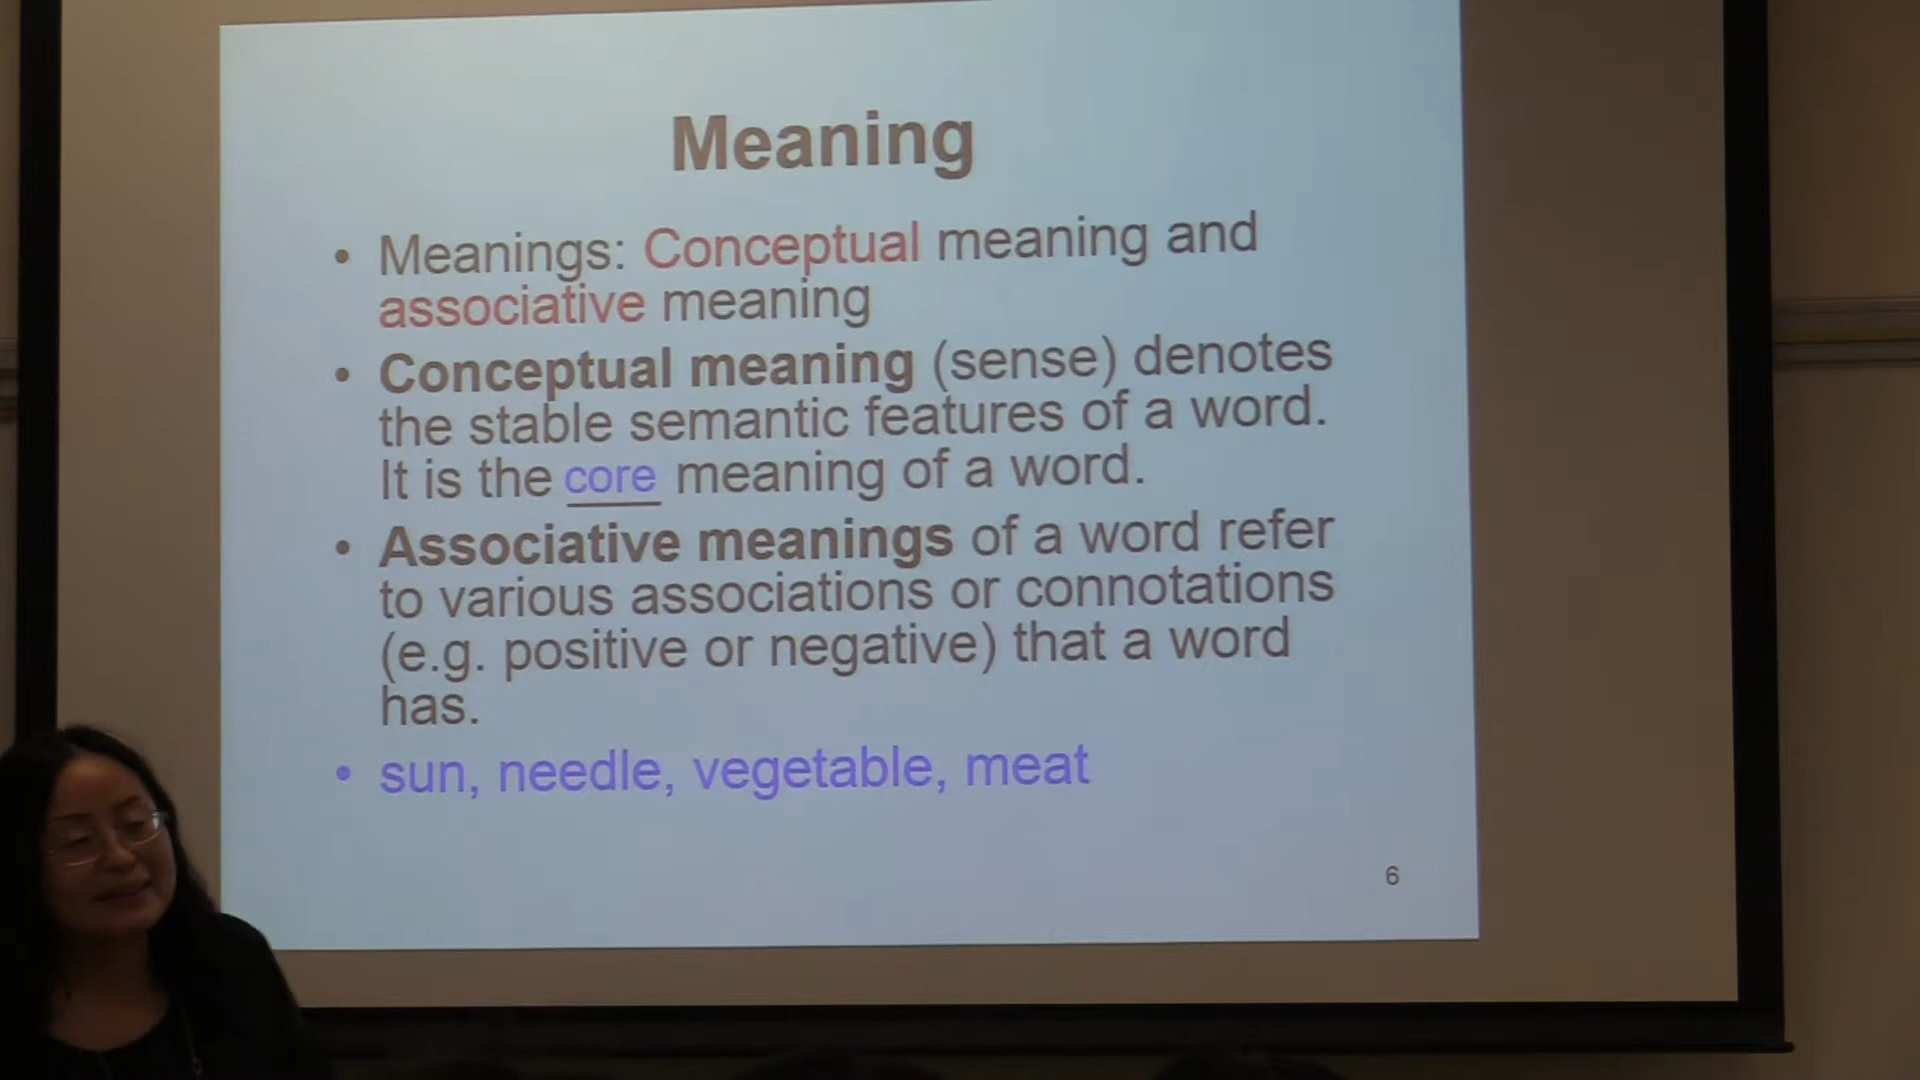 Meaning
• Meanings: Conceptual meaning and
associative meaning
• Conceptual meaning (sense) denotes
the stable semantic features of a word.
It is the core meaning of a word.
• Associative meanings of a word refer
to various associations or connotations
(e.g. positive or negative) that a word
has.
• sun, needle, vegetable, meat
6